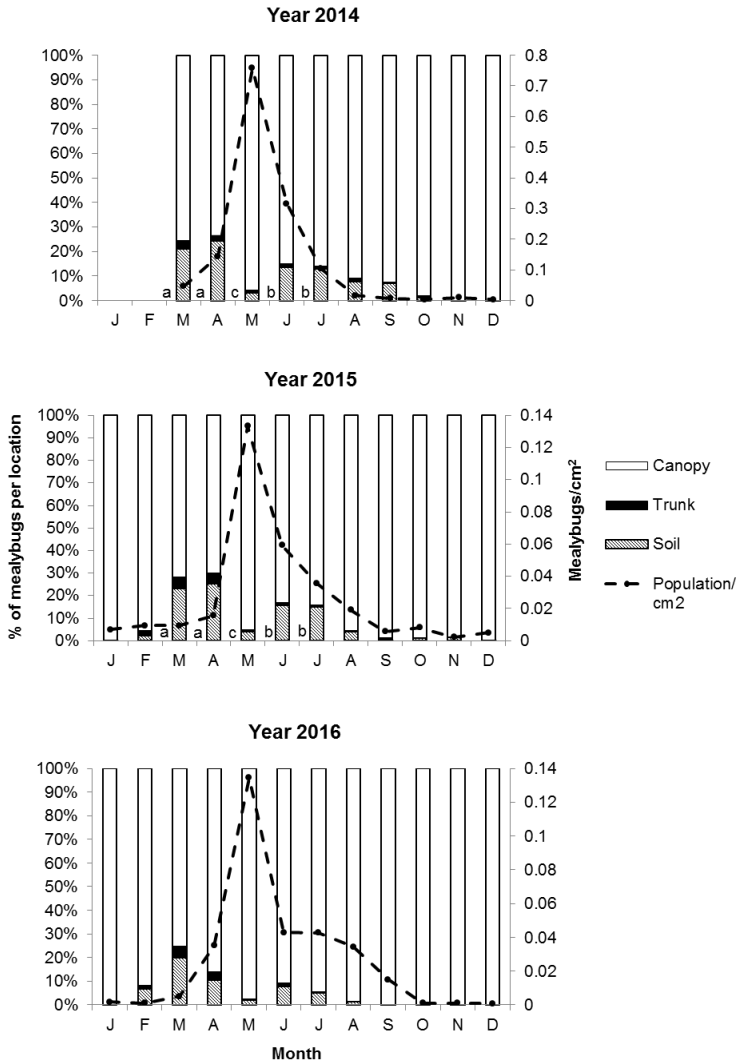 Year 2014
100% 0.8
90% 0.7
80% 0.6
70%
60% 0.5
50% 0.4
40% 0.3
30%
20% 0.2
10% 0.1
0% a a c b b 0
J F M A M J J A S O N D
Year 2015
% of mealybugs per location
100% 0.14
90% 0.12
80%
70% 0.1
60% 0.08
50%
40% 0.06
30% 0.04
20%
10% 0.02
0% a a c b b 0
J F M A M J J A S O N D
Mealybugs/cm²
Canopy
Trunk
Soil
Population/
cm2
Year 2016
100% 0.14
90% 0.12
80%
70% 0.1
60% 0.08
50%
40% 0.06
30% 0.04
20%
10% 0.02
0% 0
J F M A M J J A S O N D
Month